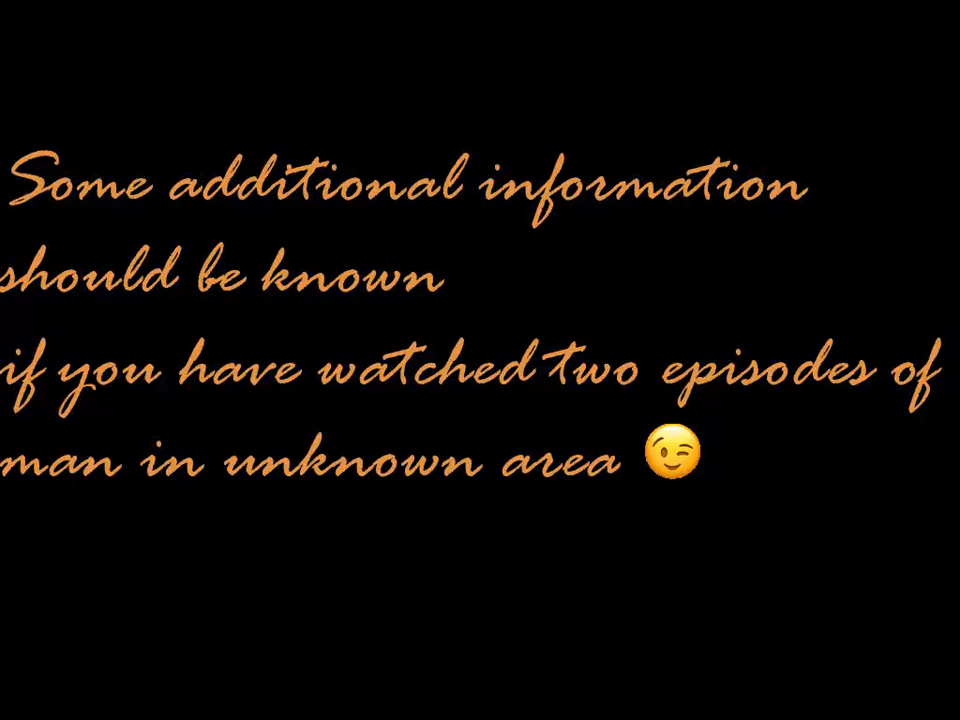 Some additional information
should be known
if you have watched two episodes of
man in unknown area 😉